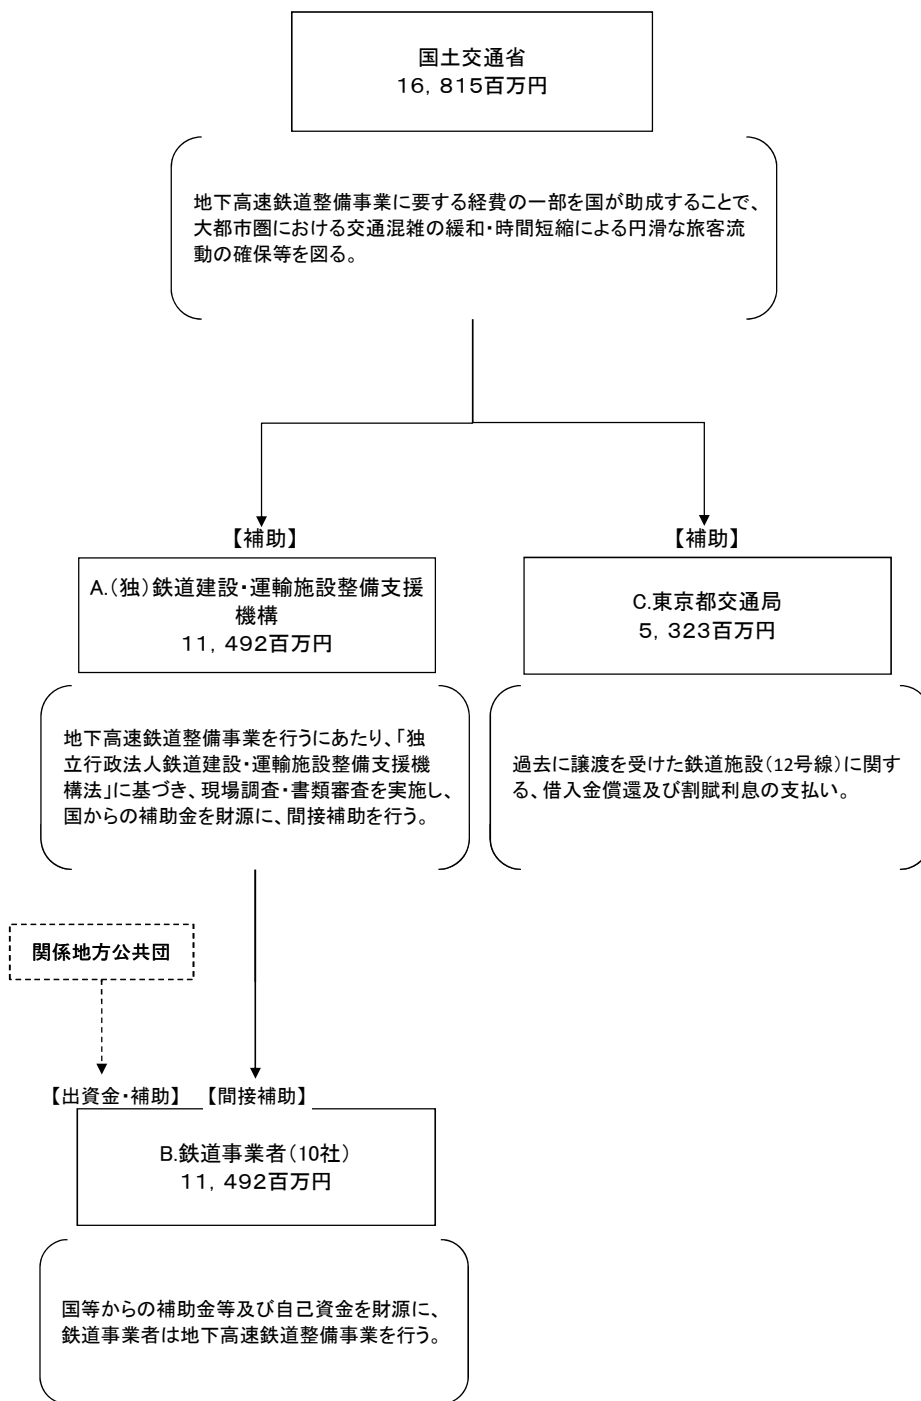 国土交通省
16,815百万円
地下高速鉄道整備事業に要する経費の一部を国が助成することで、
大都市圏における交通混雑の緩和・時間短縮による円滑な旅客流
動の確保等を図る。
【補助】
【補助】
A.(独)鉄道建設・運輸施設整備支援
機構
11,492百万円
C.東京都交通局
5,323百万円
地下高速鉄道整備事業を行うにあたり、「独
立行政法人鉄道建設・運輸施設整備支援機
構法」に基づき、現場調査・書類審査を実施し、
国からの補助金を財源に、間接補助を行う。
過去に譲渡を受けた鉄道施設(12号線)に関す
る、借入金償還及び割賦利息の支払い。
関係地方公共団
【出資金・補助】 【間接補助】
B.鉄道事業者(10社)
11,492百万円
国等からの補助金等及び自己資金を財源に、
鉄道事業者は地下高速鉄道整備事業を行う。